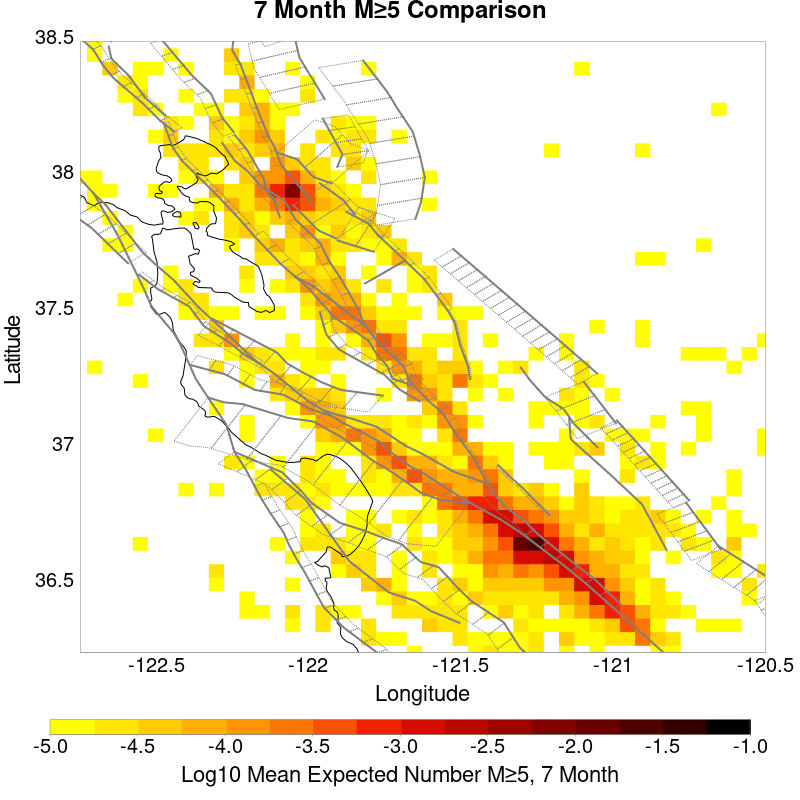 7 Month M≥5 Comparison
38.5
38
37.5
37
36.5
Latitude
-122.5 -122 -121.5 -121 -120.5
Longitude
-5.0 -4.5 -4.0 -3.5 -3.0 -2.5 -2.0 -1.5 -1.0
Log10 Mean Expected Number M≥5, 7 Month